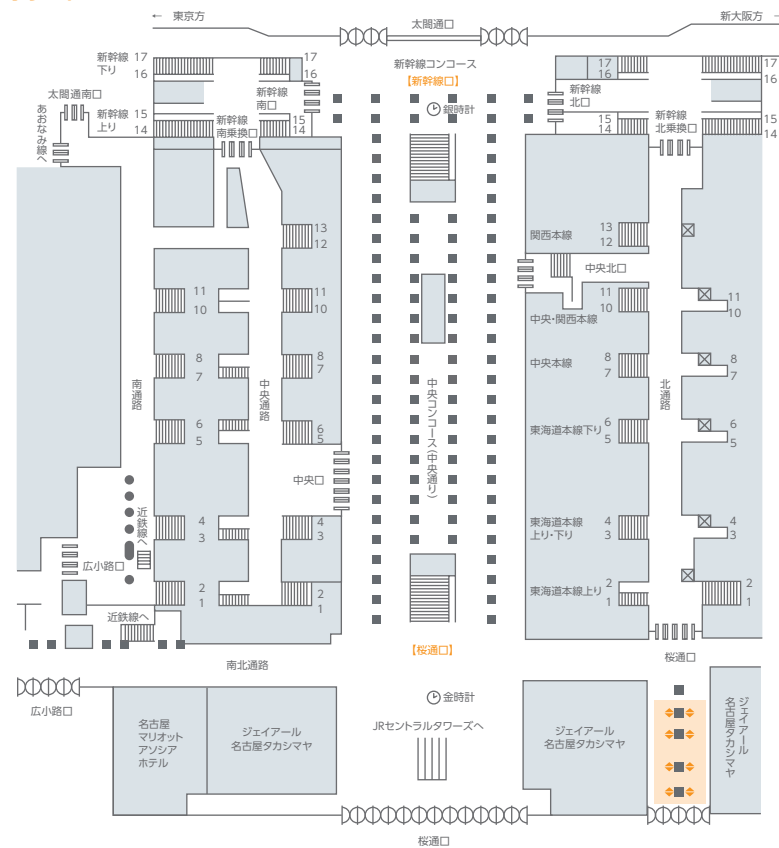 ← 東京方
太閤通口
新大阪方 →
新幹線
下り
17
16
17
16
新幹線コンコース
【新幹線口】
17
16
17
16
太閤通南口
あおなみ線へ
新幹線
上り
15
14
新幹線
南口
新幹線
南乗換口
15
14
銀時計
新幹線
北口
15
14
新幹線
北乗換口
15
14
13
12
関西本線
13
12
中央北口
11
10
11
10
中央・関西本線
11
10
11
10
8
7
8
7
中央本線
8
7
8
7
南通路
中央通路
中央コンコース(中央通り)
北通路
6
5
6
5
東海道本線下り
6
5
6
5
中央口
近鉄線へ
4
3
4
3
東海道本線
上り・下り
4
3
4
3
広小路口
2
1
2
1
東海道本線上り
2
1
2
1
近鉄線へ
南北通路
【桜通口】
桜通口
広小路口
金時計
名古屋
マリオット
アソシア
ホテル
ジェイアール
名古屋タカシマヤ
JRセントラルタワーズへ
ジェイアール
名古屋タカシマヤ
ジェイアール
名古屋タカシマヤ
桜通口